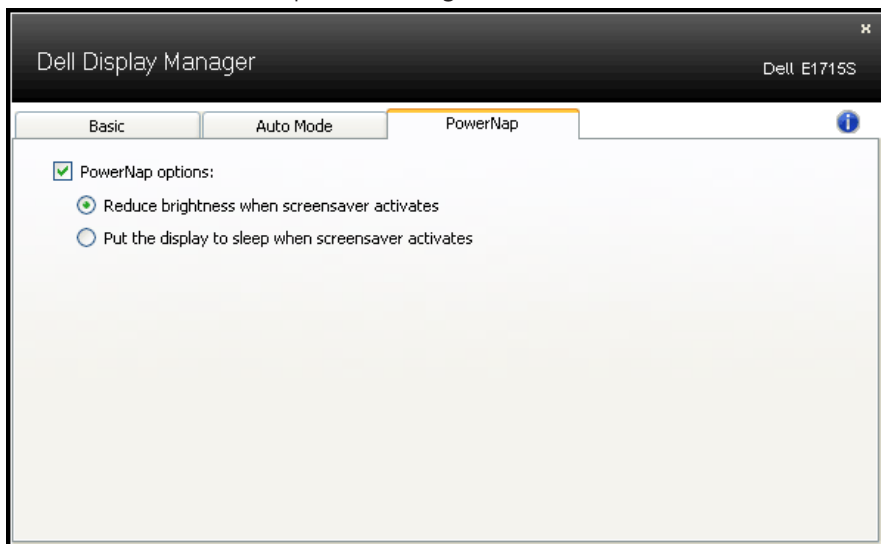 x
Dell Display Manager
Dell E1715S
Basic
Auto Mode
PowerNap
i
PowerNap options:
Reduce brightness when screensaver activates
Put the display to sleep when screensaver activates